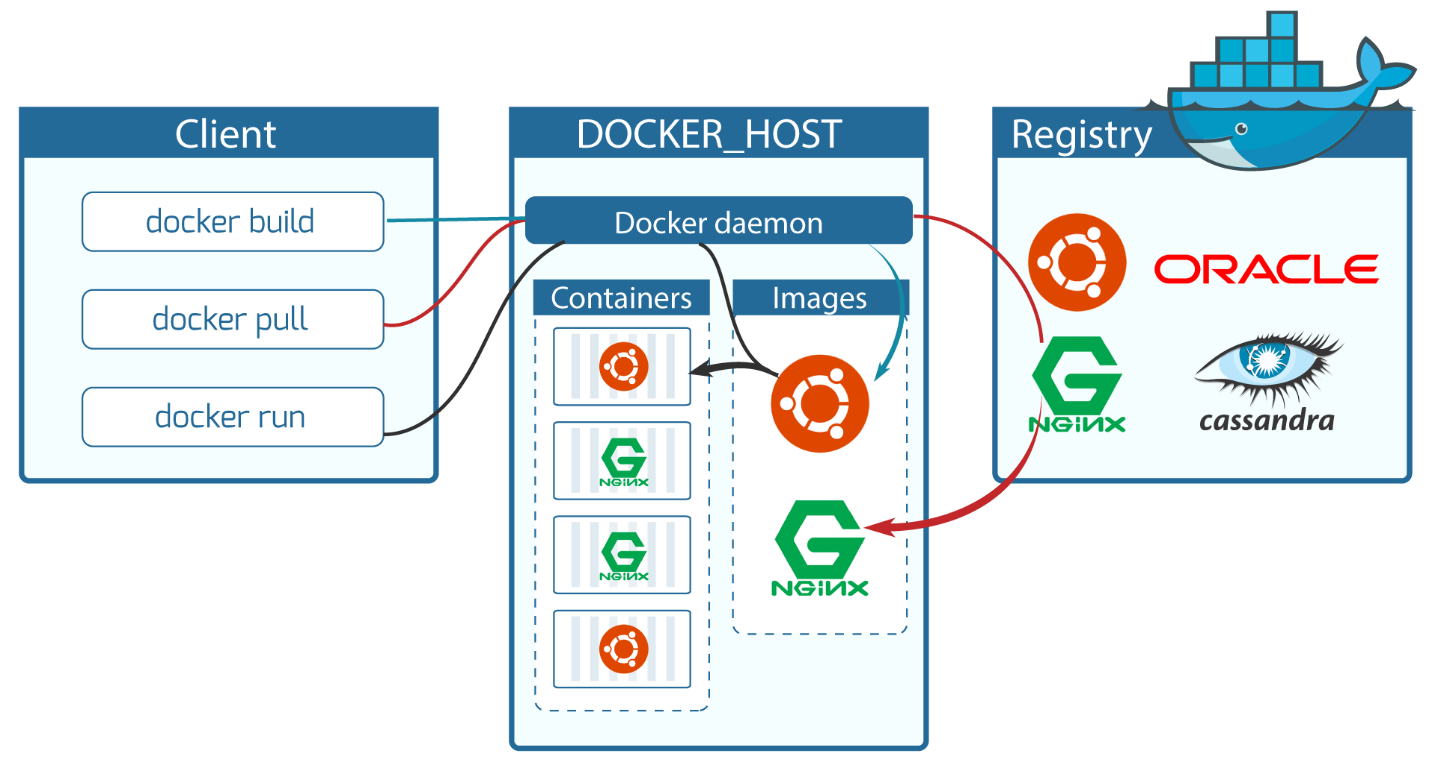 Client
docker build
docker pull
docker run
DOCKER_HOST
Docker daemon
Containers
NGINX
NGINX
Images
NGINX
Registry
ORACLE
NGINX
cassandra